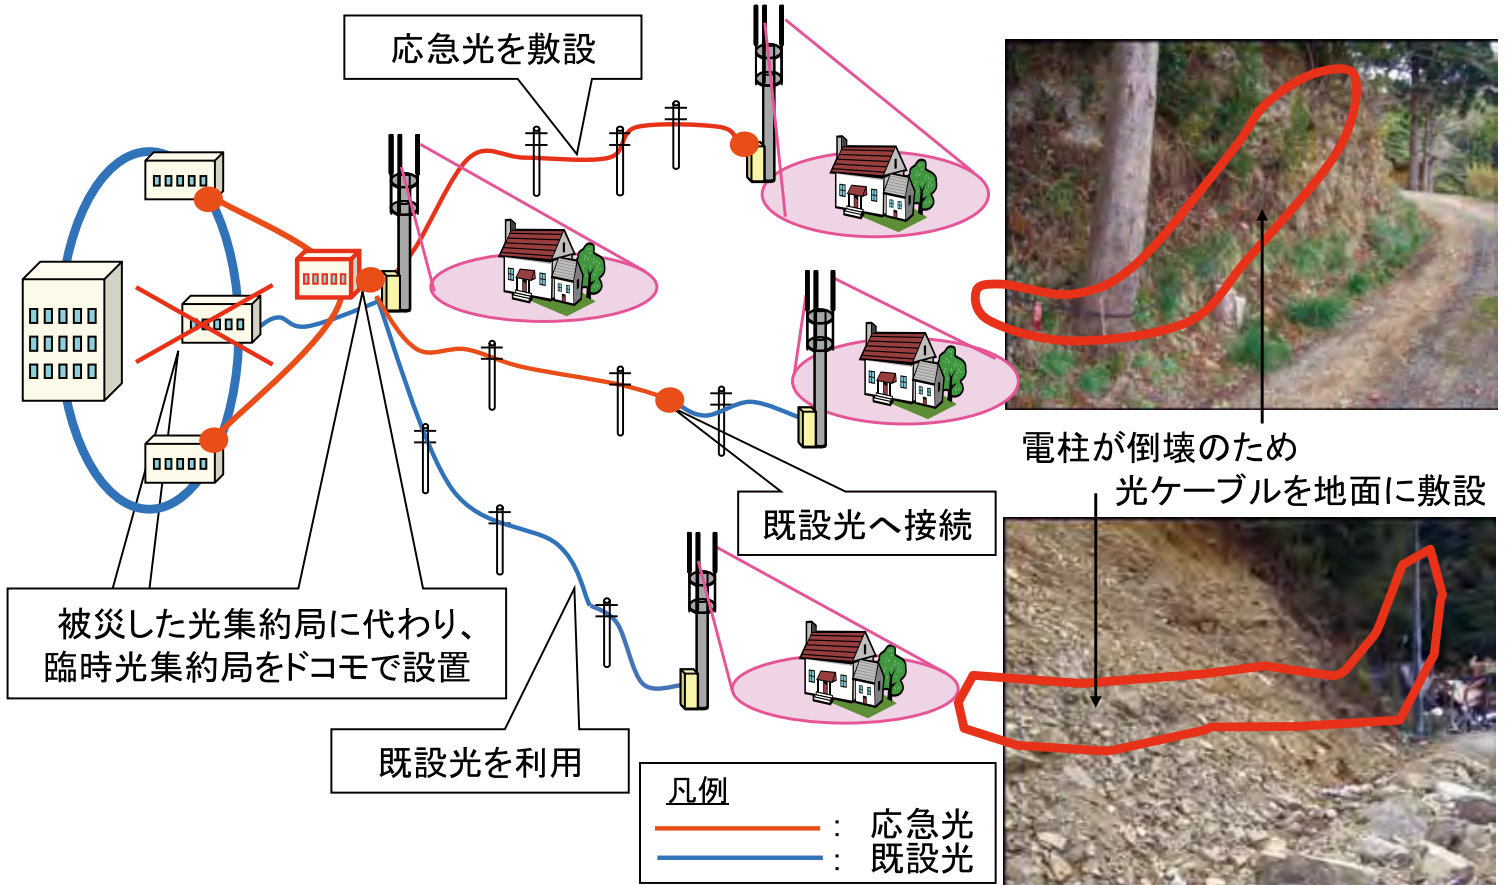 応急光を敷設
電柱が倒壊のため
光ケーブルを地面に敷設
既設光へ接続
被災した光集約局に代わり、
臨時光集約局をドコモで設置
既設光を利用
凡例
： 応急光
： 既設光